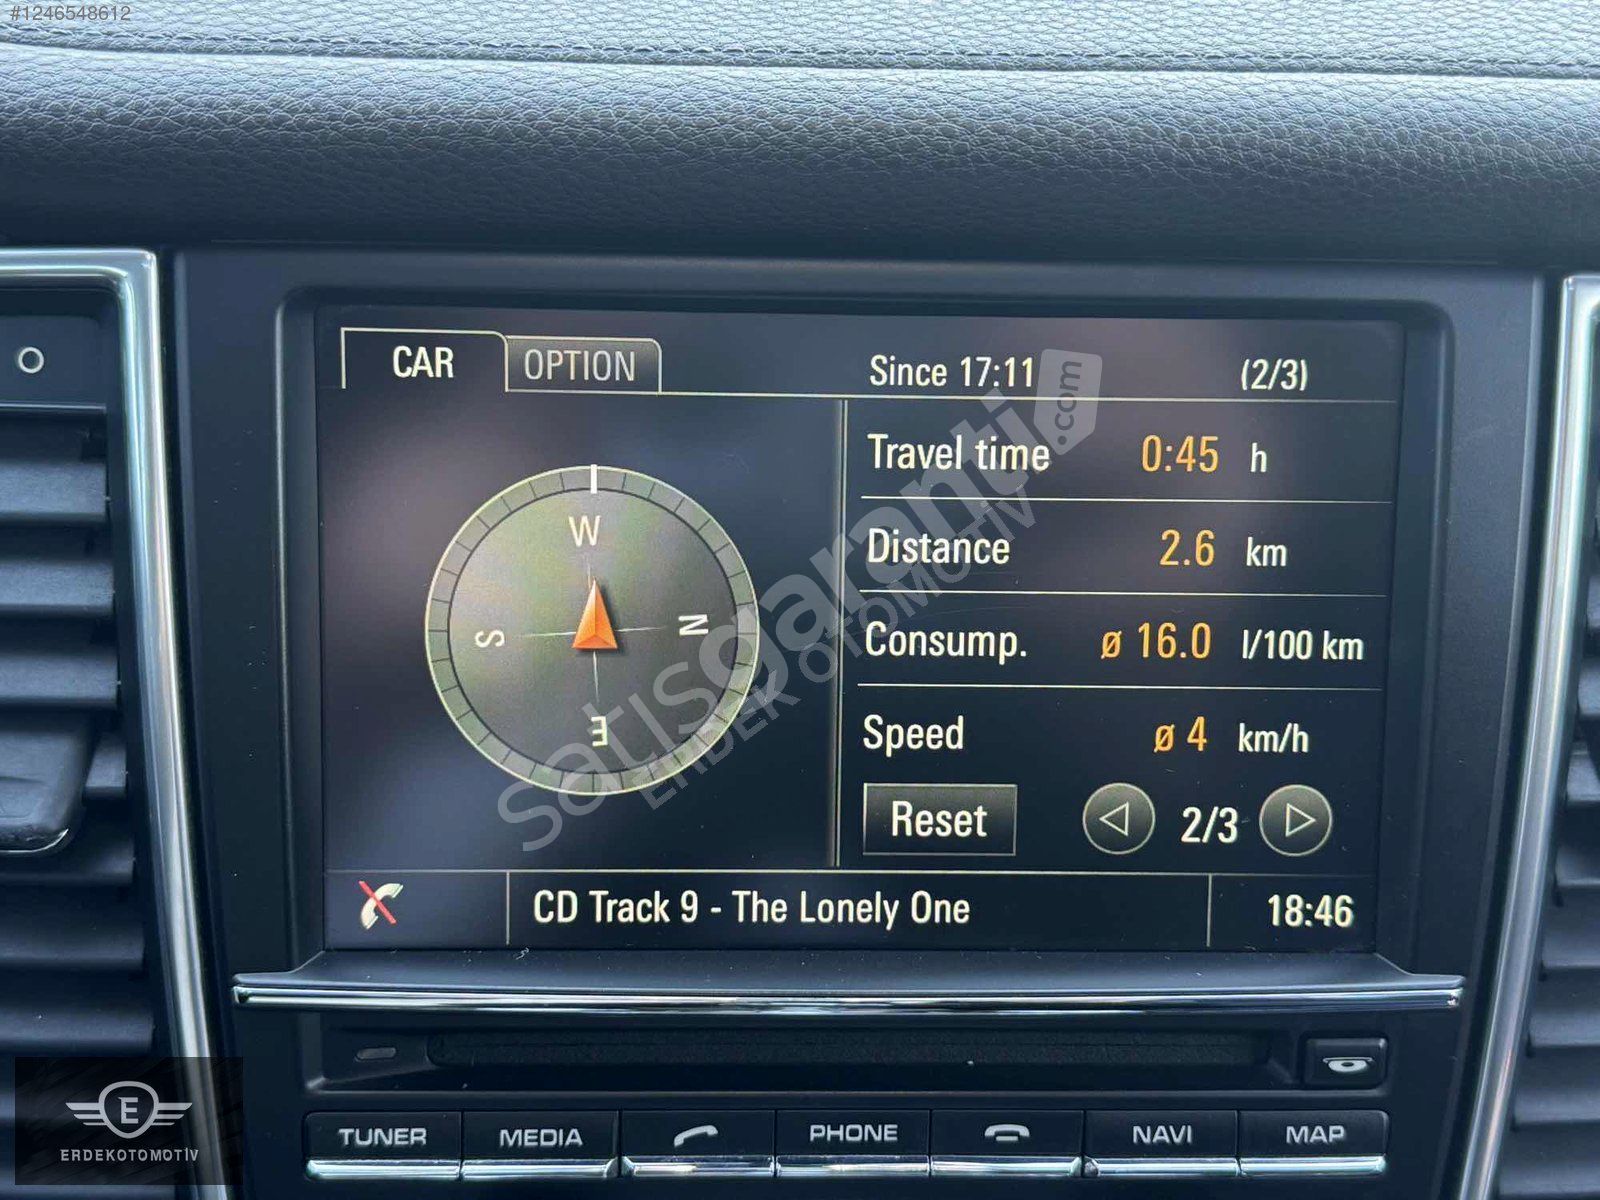 #1246548612
CAR
OPTION
Since 17:11
(2/3)
Travel time 0:45 h
Distance 2.6 km
Consump. ø 16.0 l/100 km
Speed ø 4 km/h
Reset
2/3
W
S
N
E
satısgaranti.com
ERDEK OTOMOTİV
CD Track 9 - The Lonely One
18:46
TUNER
MEDIA
PHONE
NAVI
MAP
E
ERDEKOTOMOTİV